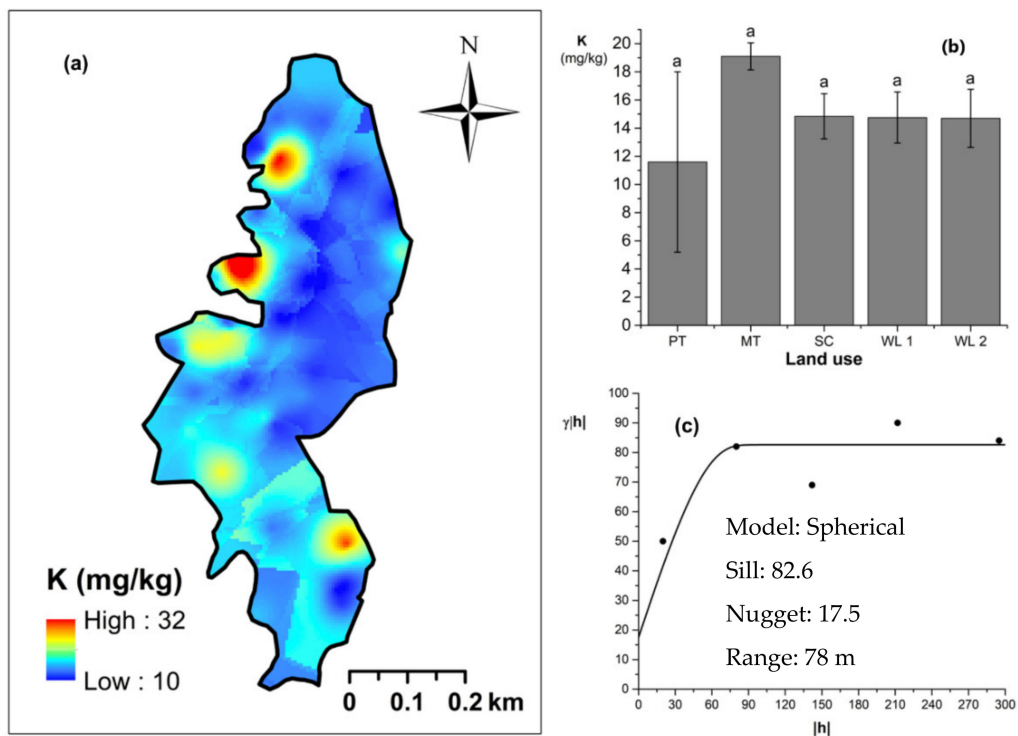 (a)
N
K (mg/kg)
High : 32
Low : 10
0 0.1 0.2 km
K
(mg/kg)
(b)
20
18
16
14
12
10
8
6
4
2
0
a
a
a
a
a
PT MT SC WL 1 WL 2
Land use
γ|h|
(c)
100
90
80
70
60
50
40
30
20
10
0
Model: Spherical
Sill: 82.6
Nugget: 17.5
Range: 78 m
0 30 60 90 120 150 180 210 240 270 300
|h|